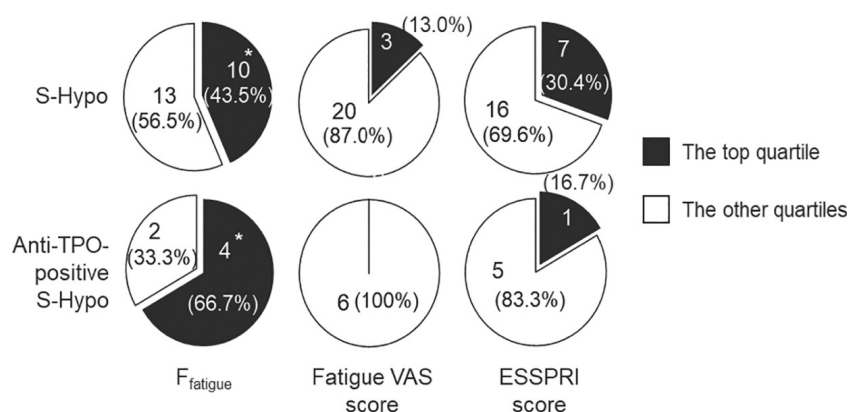 S-Hypo
13
(56.5%)
10*
(43.5%)
3
(13.0%)
20
(87.0%)
7
(30.4%)
16
(69.6%)
The top quartile
The other quartiles
Anti-TPO-
positive
S-Hypo
2
(33.3%)
4*
(66.7%)
6 (100%)
(16.7%)
1
5
(83.3%)
Ffatigue
Fatigue VAS
score
ESSPRI
score